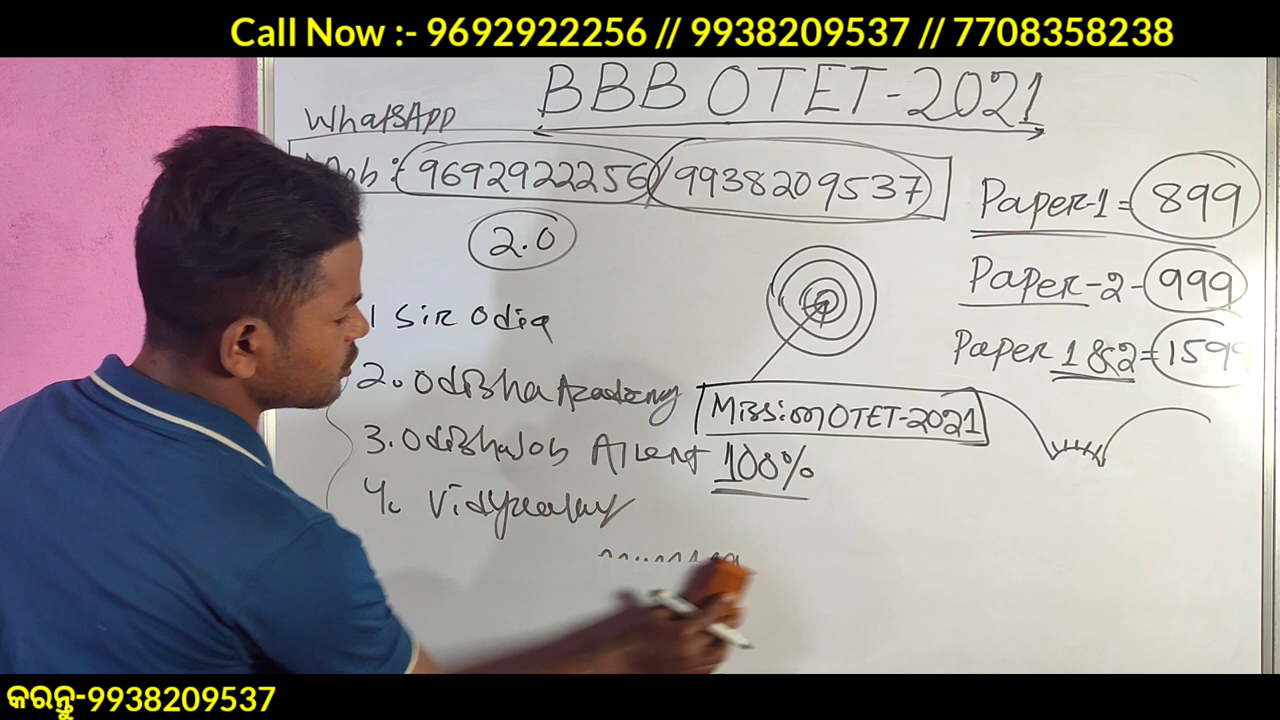 Call Now :- 9692922256 // 9938209537 // 7708358238
BBB OTET-2021
WhatsAPP
Mob: 9692922256/9938209537
2.0
Paper-1=899
Paper-2-999
Paper 1&2=1599
1 Sir Odia
2. Odisha Academy
Mission OTET-2021
3. Odisha Job Alert 100%
4.
କରନ୍ତୁ-9938209537